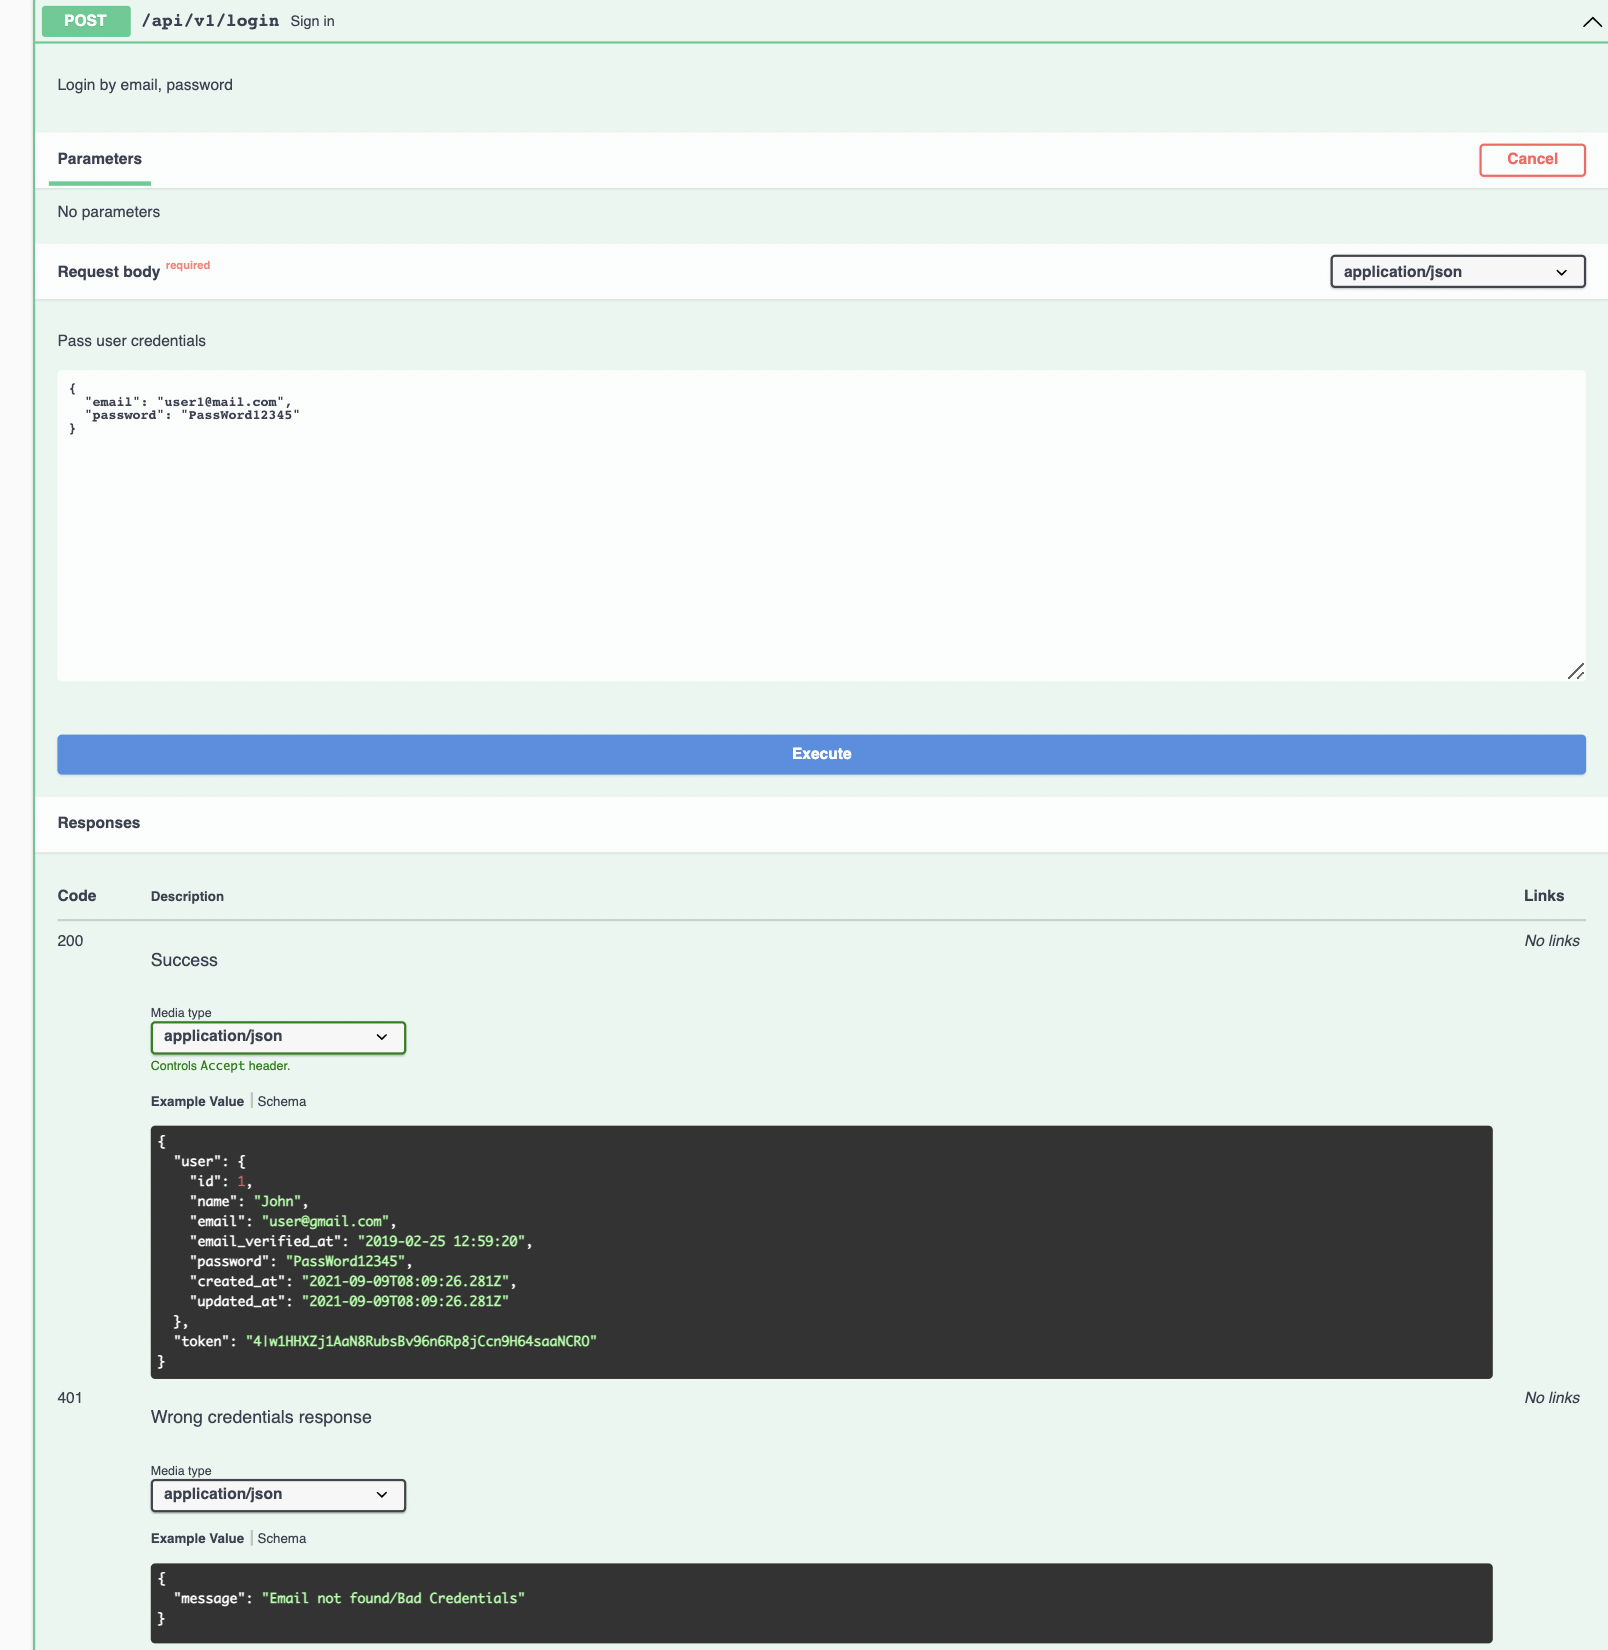 POST /api/v1/login Sign in
Login by email, password
Parameters
Cancel
No parameters
Request body required
application/json
Pass user credentials
{
  "email": "user1@mail.com",
  "password": "PassWord12345"
}
Execute
Responses
Code Description Links
200 No links
Success
Media type
application/json
Controls Accept header.
Example Value Schema
{
  "user": {
    "id": 1,
    "name": "John",
    "email": "user@gmail.com",
    "email_verified_at": "2019-02-25 12:59:20",
    "password": "PassWord12345",
    "created_at": "2021-09-09T08:09:26.281Z",
    "updated_at": "2021-09-09T08:09:26.281Z"
  },
  "token": "4|w1HHXZj1AaN8RubsBv96n6Rp8jCcn9H64saaNCRO"
}
401 No links
Wrong credentials response
Media type
application/json
Example Value Schema
{
  "message": "Email not found/Bad Credentials"
}